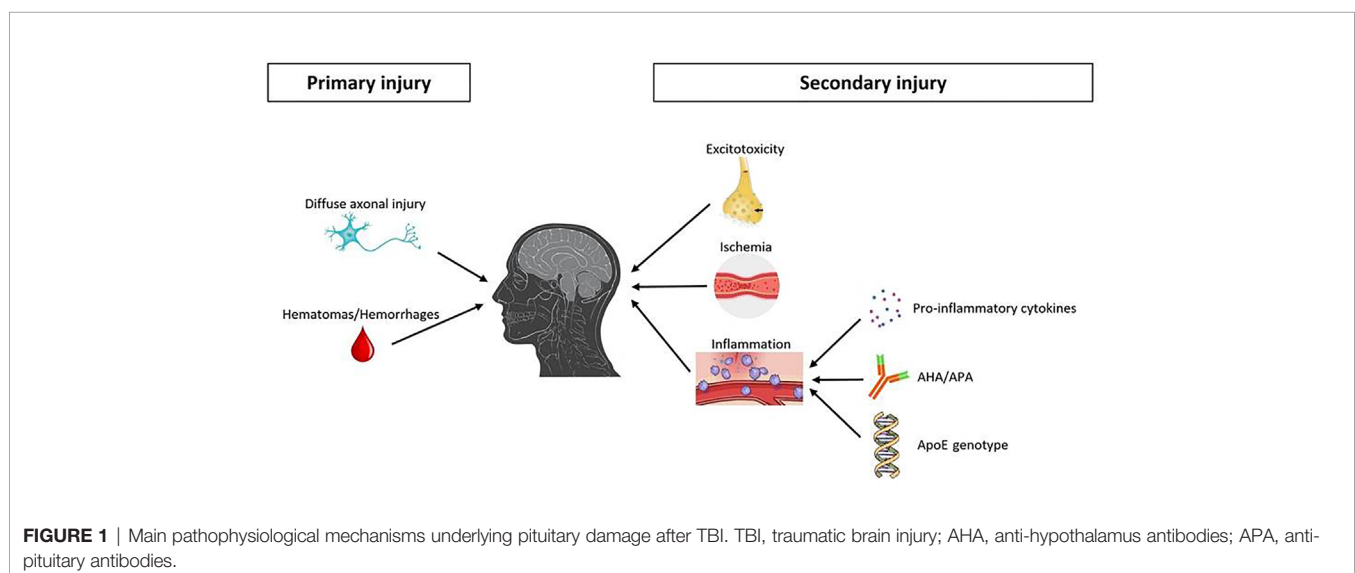 Primary injury
Secondary injury
Excitotoxicity
Diffuse axonal injury
Ischemia
Hematomas/Hemorrhages
Pro-inflammatory cytokines
Inflammation
AHA/APA
ApoE genotype
FIGURE 1 | Main pathophysiological mechanisms underlying pituitary damage after TBI. TBI, traumatic brain injury; AHA, anti-hypothalamus antibodies; APA, anti-
pituitary antibodies.